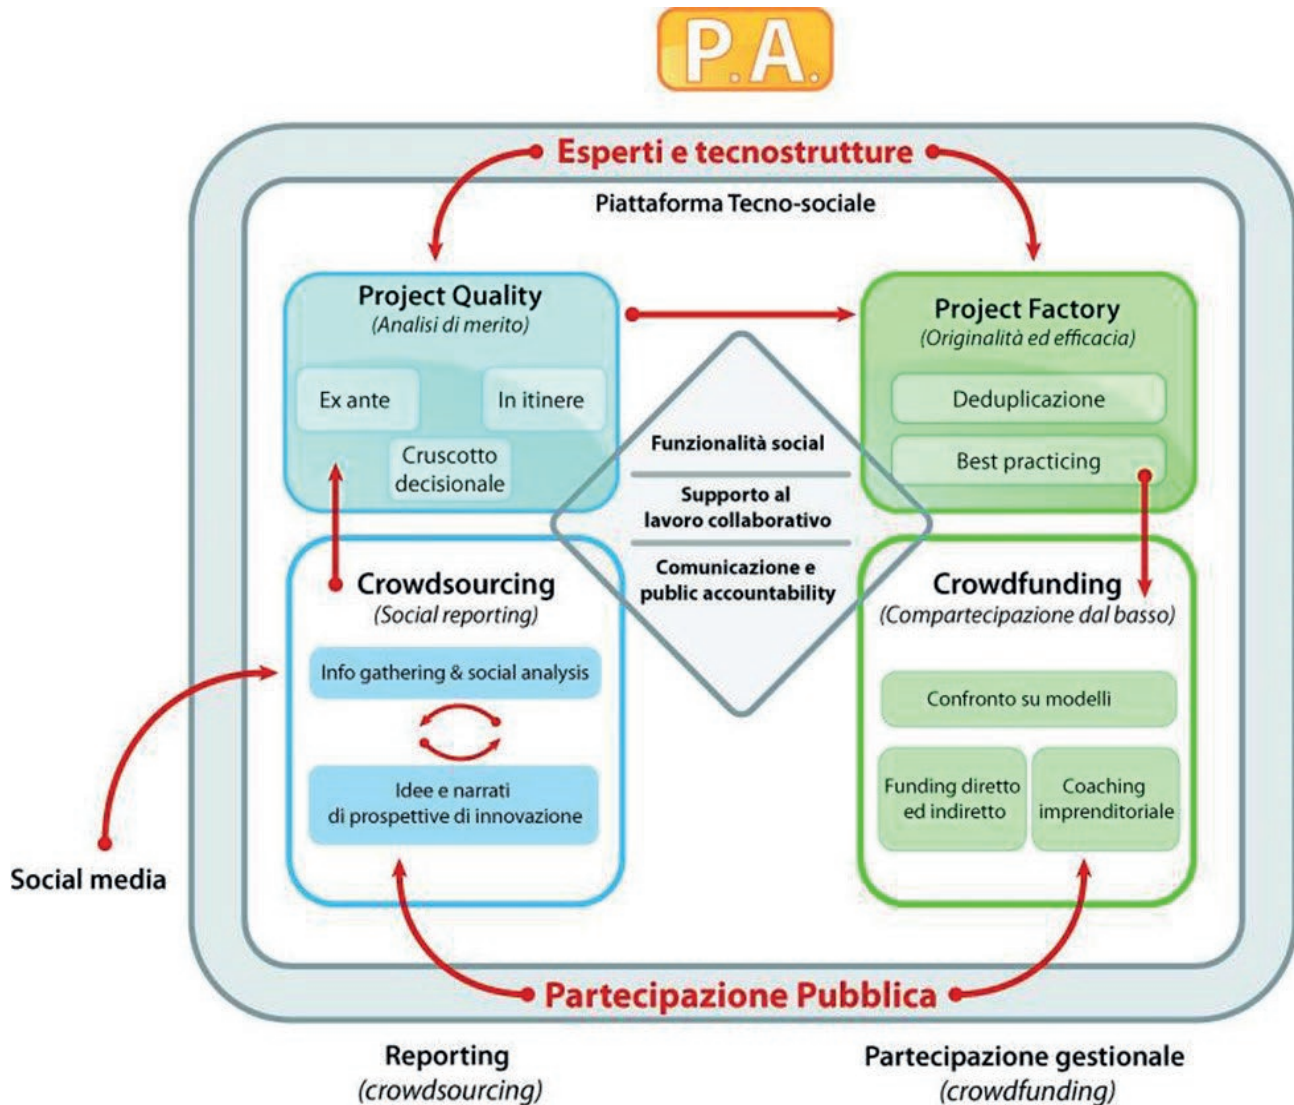 P.A.
Esperti e tecnostrutture
Piattaforma Tecno-sociale
Project Quality
(Analisi di merito)
Ex ante
In itinere
Cruscotto
decisionale
Project Factory
(Originalità ed efficacia)
Deduplicazione
Best practicing
Funzionalità social
Supporto al
lavoro collaborativo
Comunicazione e
public accountability
Crowdsourcing
(Social reporting)
Info gathering & social analysis
Idee e narrati
di prospettive di innovazione
Crowdfunding
(Compartecipazione dal basso)
Confronto su modelli
Funding diretto
ed indiretto
Coaching
imprenditoriale
Social media
Partecipazione Pubblica
Reporting
(crowdsourcing)
Partecipazione gestionale
(crowdfunding)